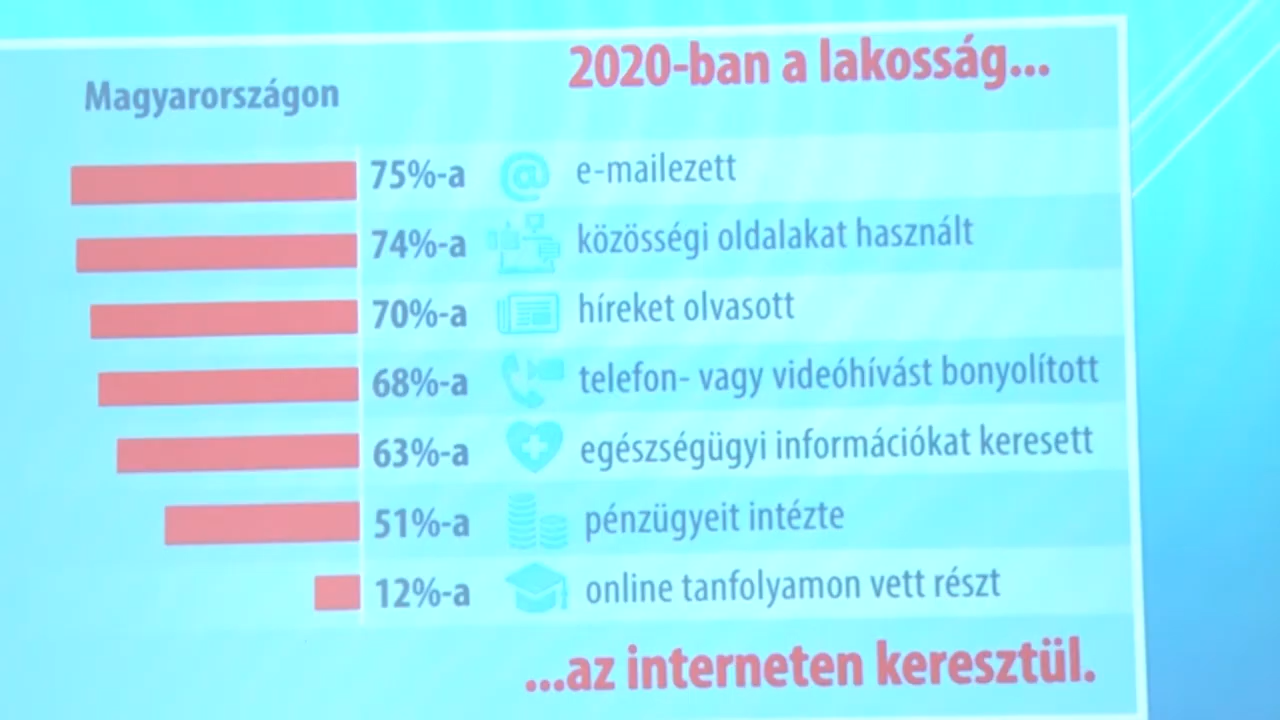 2020-ban a lakosság...
Magyarországon
75%-a e-mailezett
74%-a közösségi oldalakat használt
70%-a híreket olvasott
68%-a telefon- vagy videóhívást bonyolított
63%-a egészségügyi információkat keresett
51%-a pénzügyeit intézte
12%-a online tanfolyamon vett részt
...az interneten keresztül.